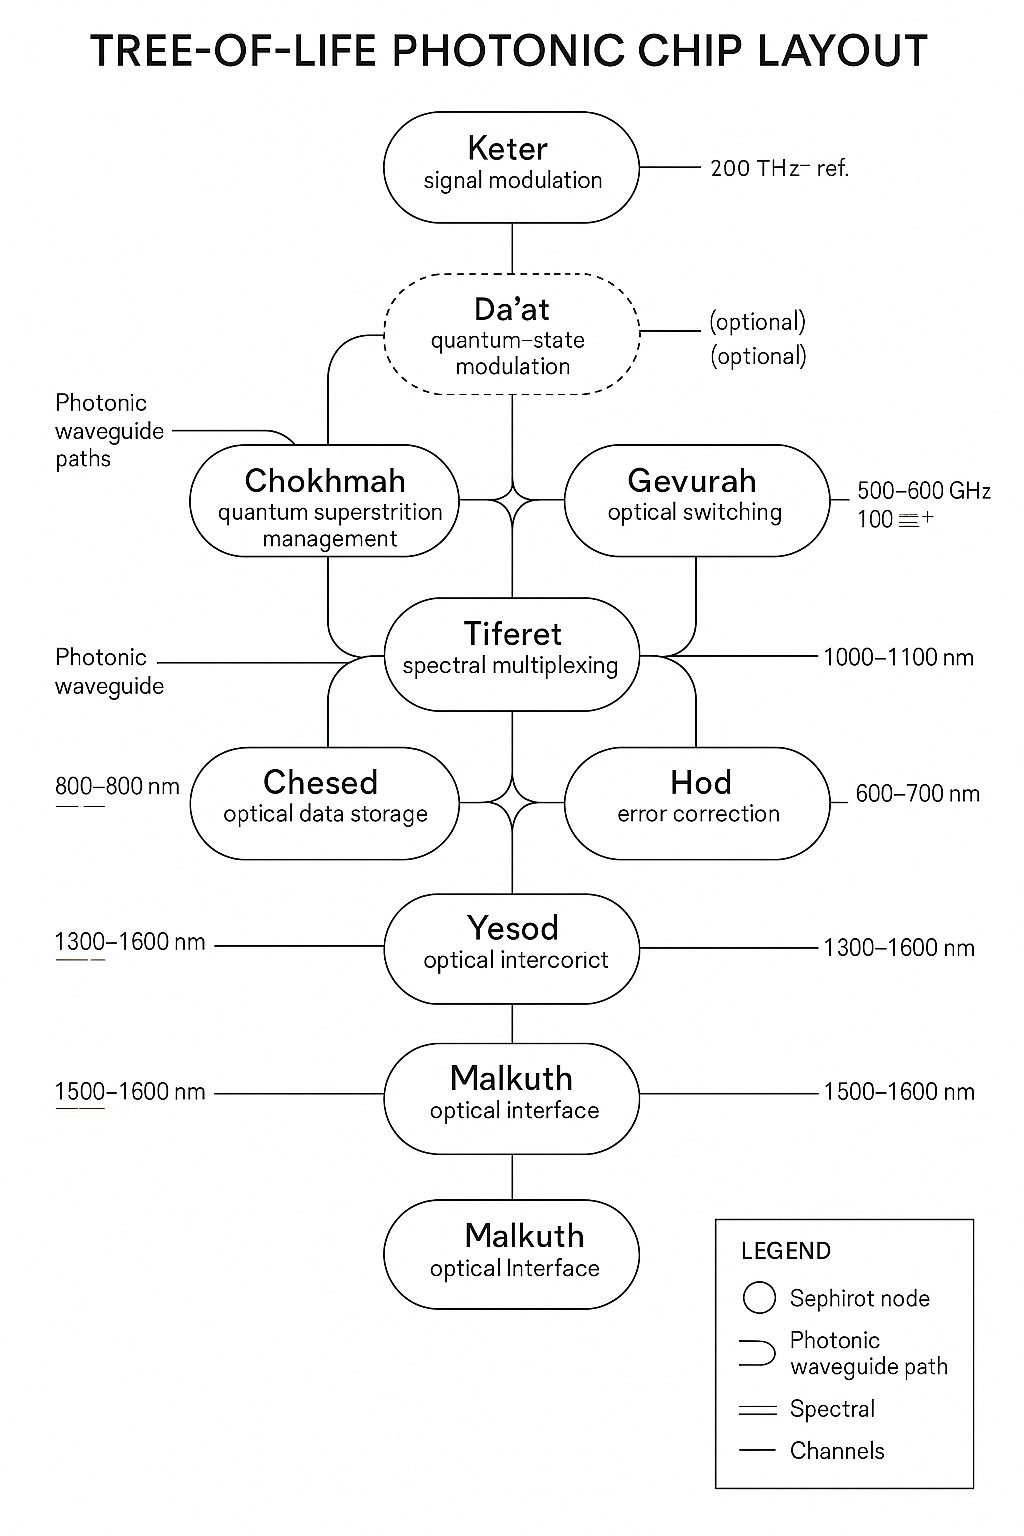 TREE-OF-LIFE PHOTONIC CHIP LAYOUT
Keter
signal modulation
200 THz– ref.
Da’at
quantum–state
modulation
(optional)
(optional)
Photonic
waveguide
paths
Chokhmah
quantum superstrition
management
Gevurah
optical switching
500–600 GHz
100 ≡+
Tiferet
spectral multiplexing
Photonic
waveguide
1000–1100 nm
800–800 nm
Chesed
optical data storage
Hod
error correction
600–700 nm
1300–1600 nm
Yesod
optical intercorict
1300–1600 nm
1500–1600 nm
Malkuth
optical interface
1500–1600 nm
Malkuth
optical Interface
LEGEND
Sephirot node
Photonic
waveguide path
Spectral
Channels